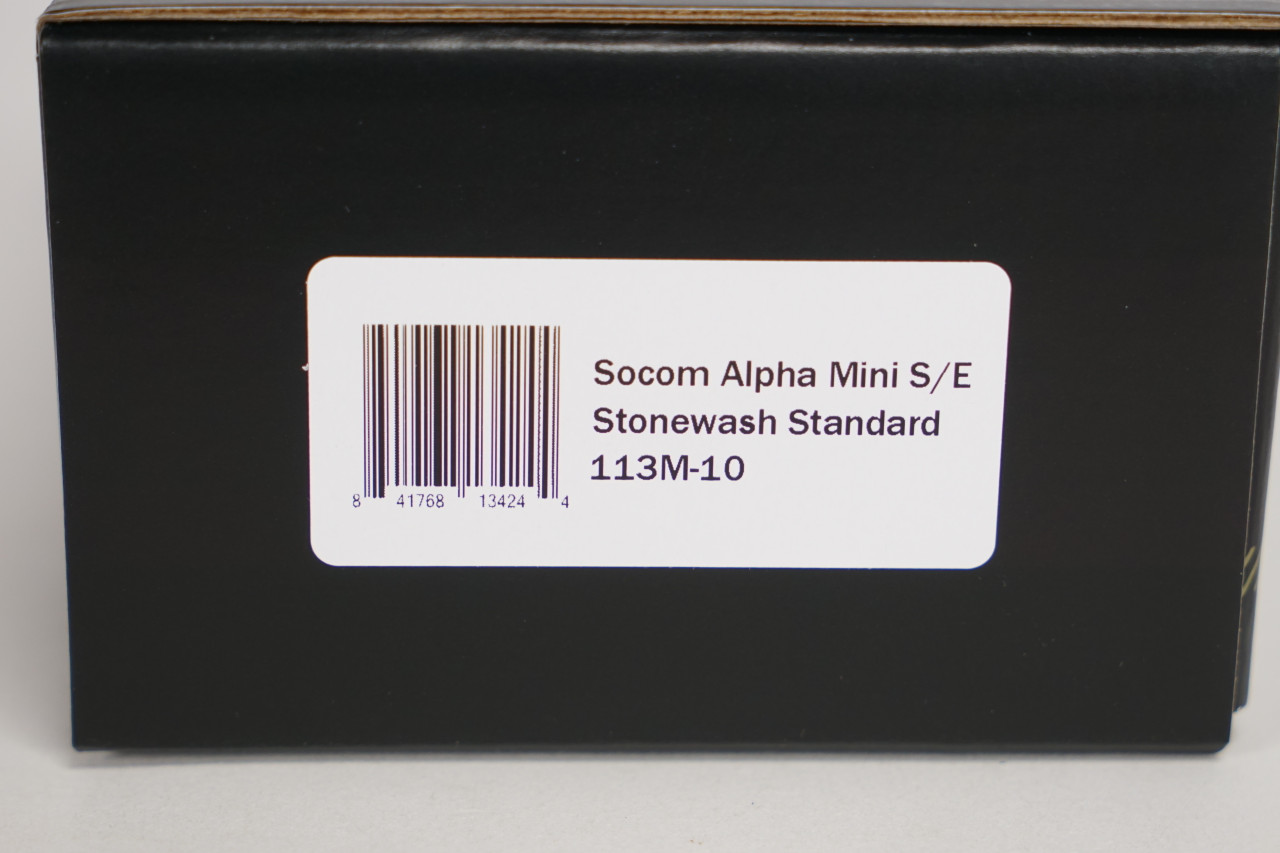 Socom Alpha Mini S/E
Stonewash Standard
113M-10
8 41768 13424 4